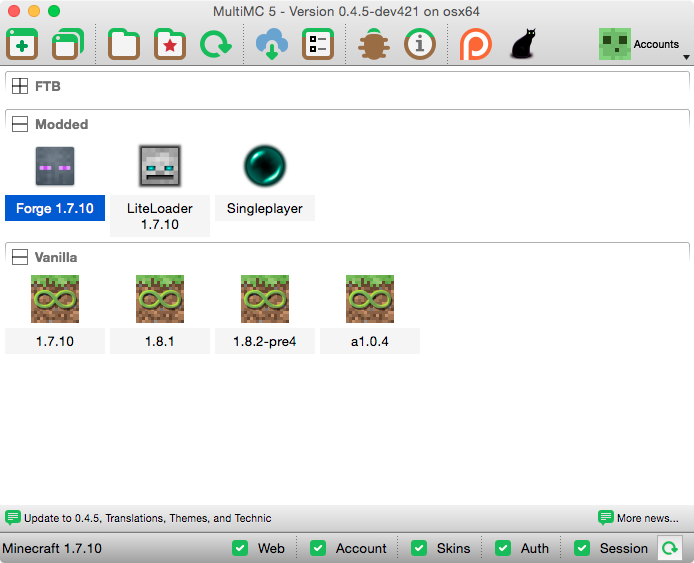 MultiMC 5 - Version 0.4.5-dev421 on osx64
Accounts
FTB
Modded
Forge 1.7.10
LiteLoader
1.7.10
Singleplayer
Vanilla
1.7.10
1.8.1
1.8.2-pre4
a1.0.4
Update to 0.4.5, Translations, Themes, and Technic
More news...
Minecraft 1.7.10
Web
Account
Skins
Auth
Session